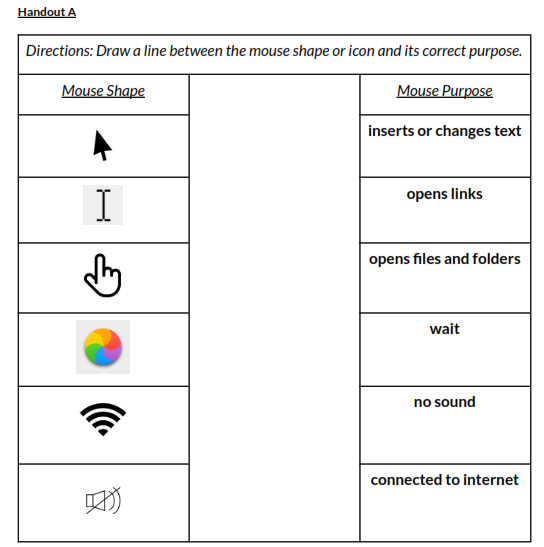 Handout A
Directions: Draw a line between the mouse shape or icon and its correct purpose.
Mouse Shape
Mouse Purpose
inserts or changes text
opens links
opens files and folders
wait
no sound
connected to internet